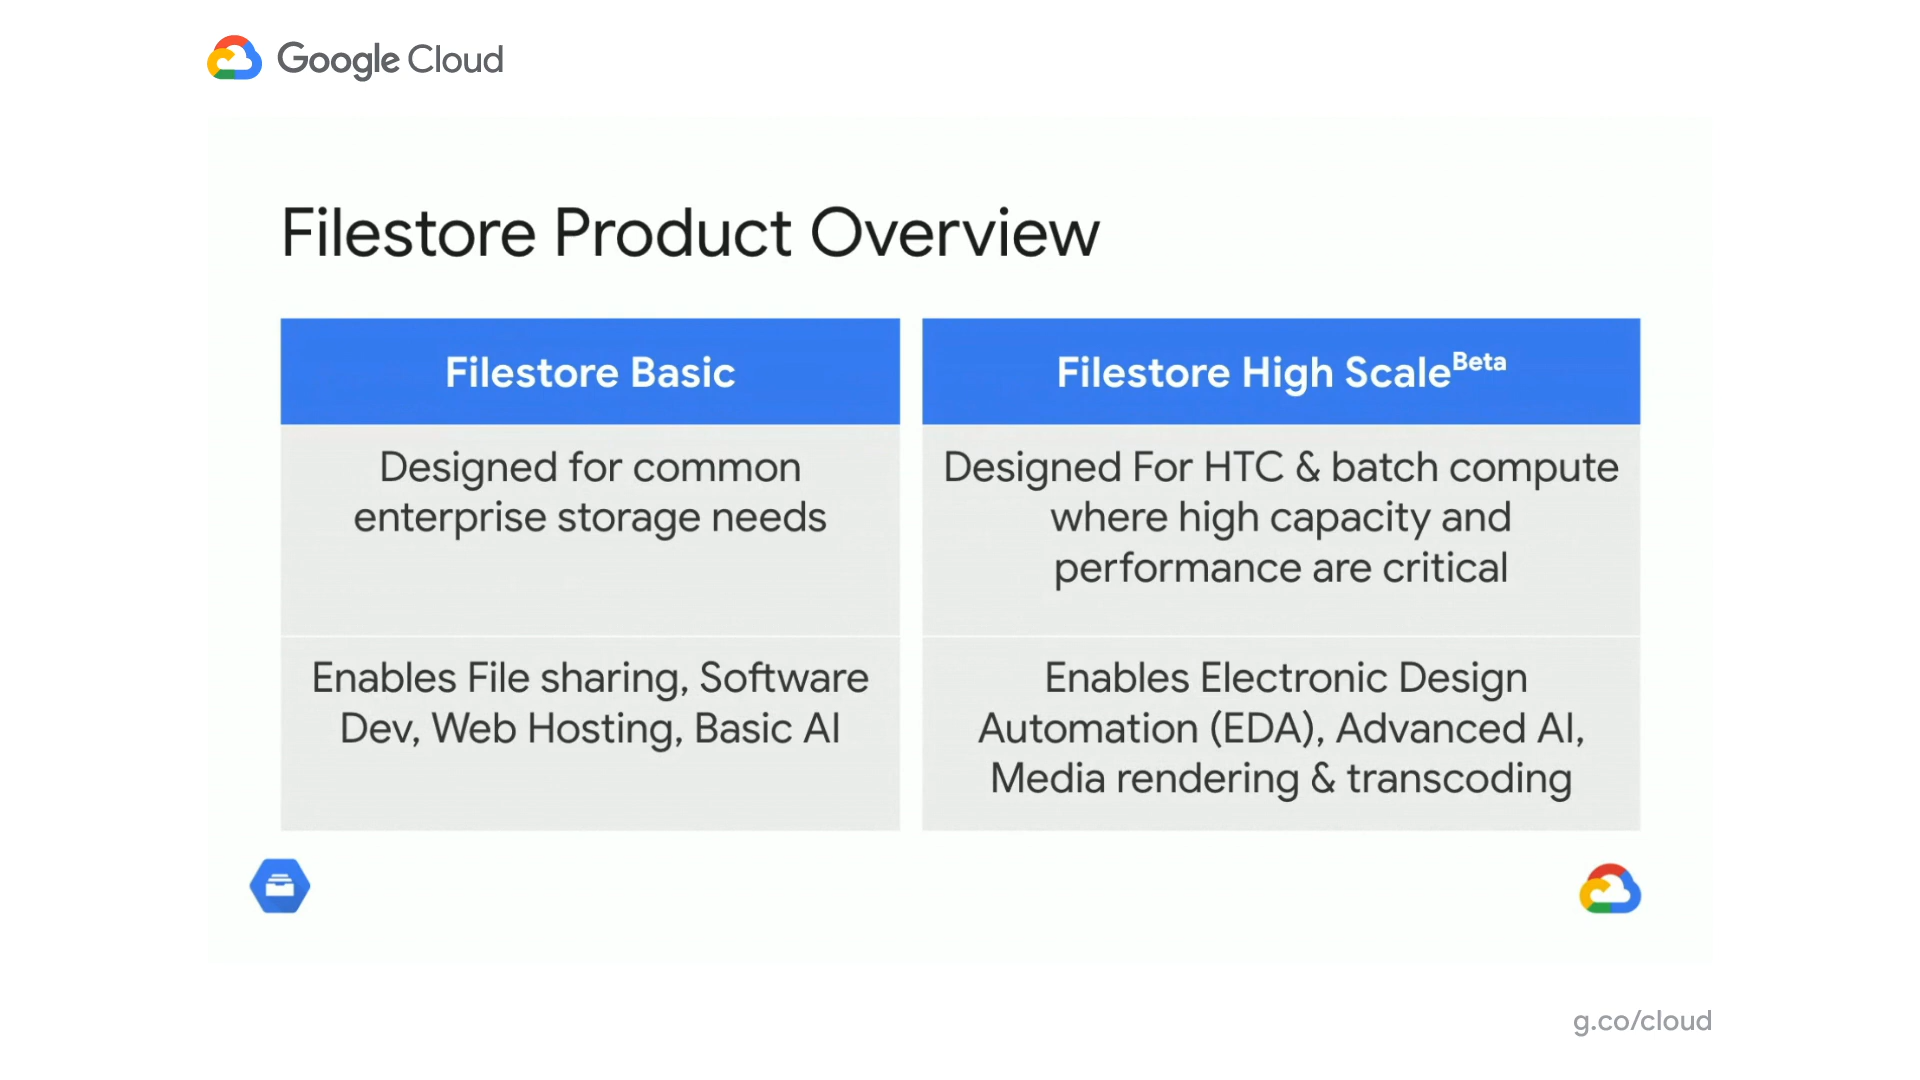 Google Cloud
Filestore Product Overview
Filestore Basic
Designed for common
enterprise storage needs
Enables File sharing, Software
Dev, Web Hosting, Basic AI
Filestore High Scale Beta
Designed For HTC & batch compute
where high capacity and
performance are critical
Enables Electronic Design
Automation (EDA), Advanced AI,
Media rendering & transcoding
g.co/cloud